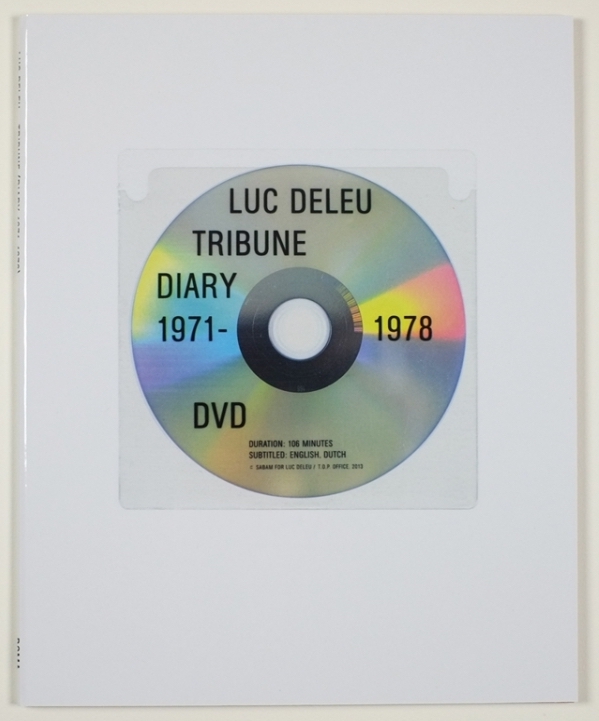 LUC DELEU
TRIBUNE
DIARY
1971- 1978
DVD
DURATION: 106 MINUTES
SUBTITLED: ENGLISH, DUTCH
© SABAM FOR LUC DELEU / T.O.P. OFFICE, 2013